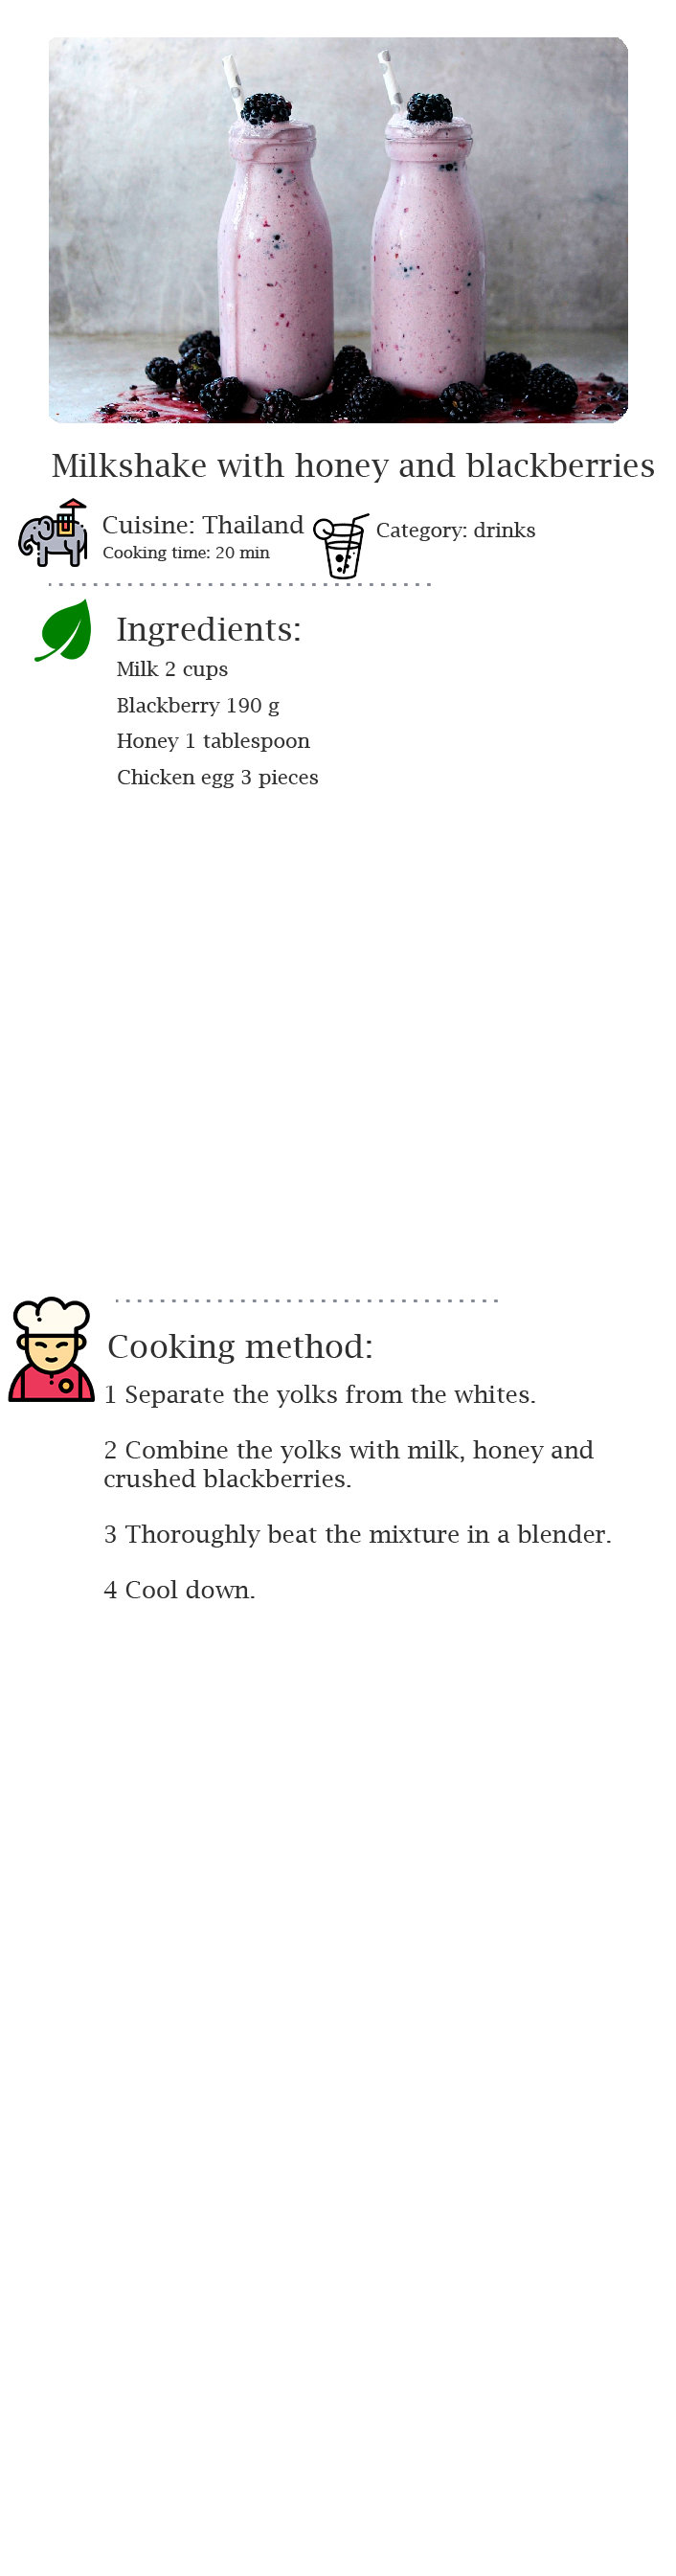 Milkshake with honey and blackberries
Cuisine: Thailand
Category: drinks
Cooking time: 20 min
Ingredients:
Milk 2 cups
Blackberry 190 g
Honey 1 tablespoon
Chicken egg 3 pieces
Cooking method:
1 Separate the yolks from the whites.
2 Combine the yolks with milk, honey and
crushed blackberries.
3 Thoroughly beat the mixture in a blender.
4 Cool down.